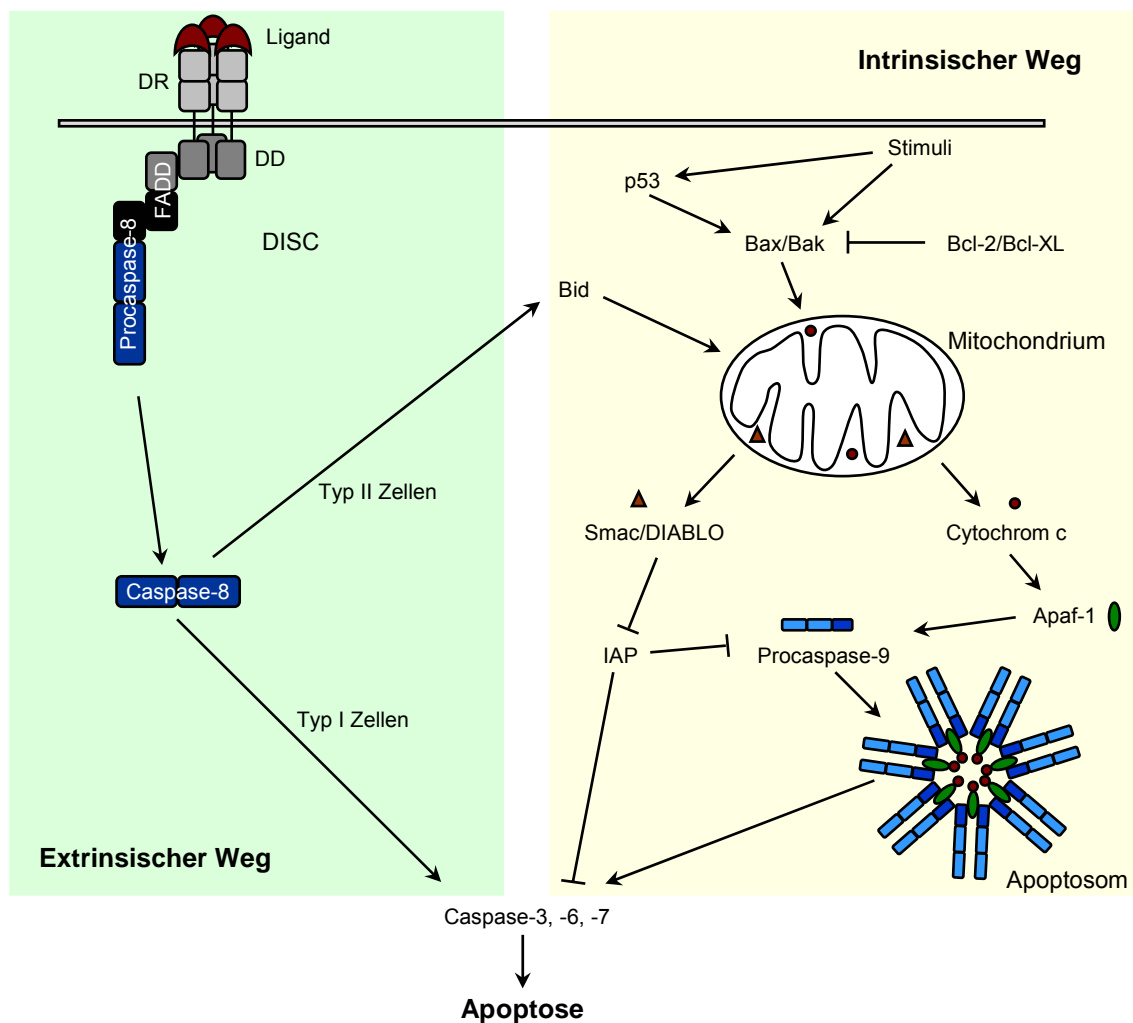 Ligand
DR
Intrinsischer Weg
Stimuli
DD
p53
FADD
Procaspase-8
DISC
Bax/Bak
Bcl-2/Bcl-XL
Bid
Mitochondrium
Typ II Zellen
Smac/DIABLO
Cytochrom c
Caspase-8
Apaf-1
IAP
Procaspase-9
Typ I Zellen
Extrinsischer Weg
Apoptosom
Caspase-3, -6, -7
Apoptose